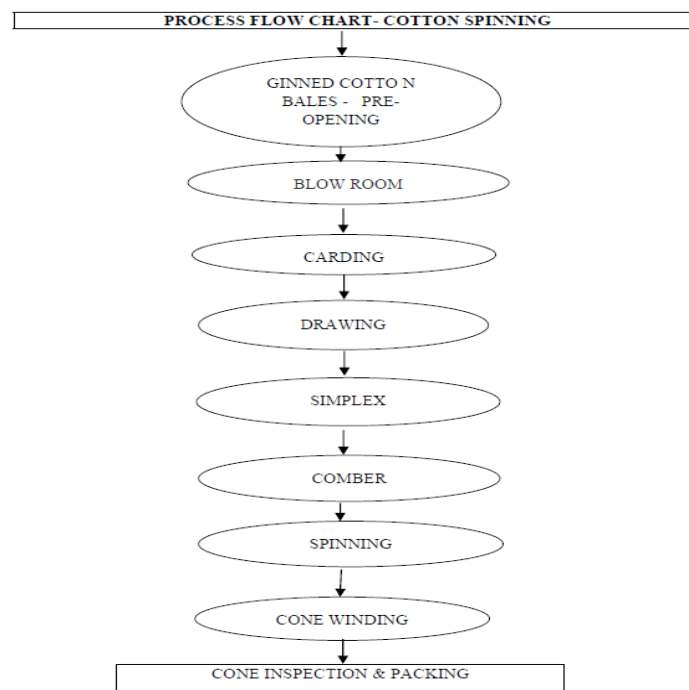 PROCESS FLOW CHART- COTTON SPINNING
GINNED COTTO N
BALES - PRE-
OPENING
BLOW ROOM
CARDING
DRAWING
SIMPLEX
COMBER
SPINNING
CONE WINDING
CONE INSPECTION & PACKING